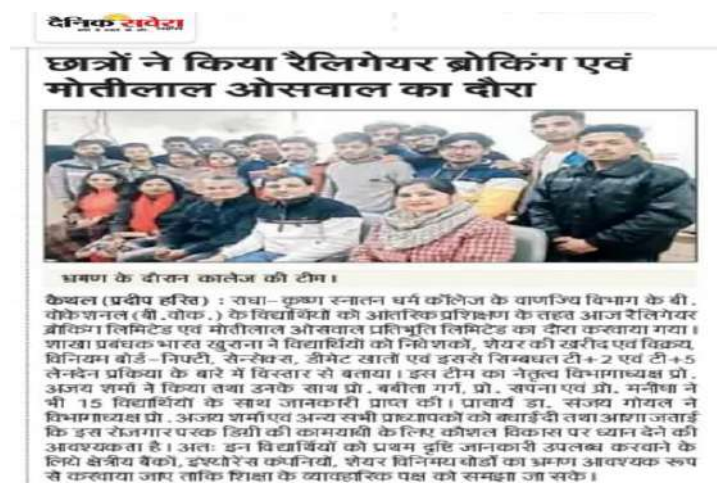 दैनिक सवेरा
छात्रों ने किया रैलिगेयर ब्रोकिंग एवं
मोतीलाल ओसवाल का दौरा
भ्रमण के दौरान कालेज की टीम।
कैथल (प्रदीप हरित) : राधा-कृष्ण स्नातन धर्म कॉलेज के वाणज्यि विभाग के बी.
वोकेशनल (बी.वोक.) के विद्यार्थियों को आंतरिक प्रशिक्षण के तहत आज रैलिगेयर
ब्रोकिंग लिमिटेड एवं मोतीलाल ओसवाल प्रतिभूति लिमिटेड का दौरा करवाया गया।
शाखा प्रबंधक भारत खुराना ने विद्यार्थियों को निवेशकों, शेयर की खरीद एवं विक्रय,
विनियम बोर्ड-निफ्टी, सेन्सेक्स, डीमेट खातों एवं इससे सिम्बधत टी+2 एवं टी+5
लेनदेन प्रकिया के बारे में विस्तार से बताया। इस टीम का नेतृत्व विभागाध्यक्ष प्रो.
अजय शर्मा ने किया तथा उनके साथ प्रो. बबीता गर्ग, प्रो. सपना एवं प्रो. मनीषा ने
भी 15 विद्यार्थियों के साथ जानकारी प्राप्त की। प्राचार्य डा. संजय गोयल ने
विभागाध्यक्ष प्रो. अजय शर्मा एवं अन्य सभी प्राध्यापकों को बधाई दी तथा आशा जताई
कि इस रोजगार परक डिग्री की कामयाबी के लिए कौशल विकास पर ध्यान देने की
आवश्यकता है। अतः इन विद्यार्थियों को प्रथम दृष्टि जानकारी उपलब्ध करवाने के
लिये क्षेत्रीय बैंकों, इंश्योरेंस कंपनियों, शेयर विनिमय बोर्डों का भ्रमण आवश्यक रूप
से करवाया जाए ताकि शिक्षा के व्यावहारिक पक्ष को समझा जा सके।